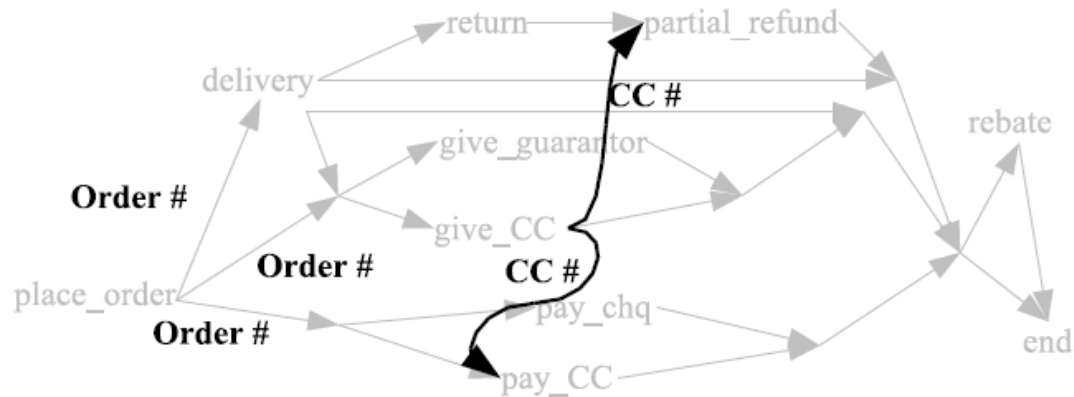 return
partial_refund
delivery
CC #
rebate
give_guarantor
Order #
give_CC
Order #
CC #
place_order
pay_chq
Order #
end
pay_CC